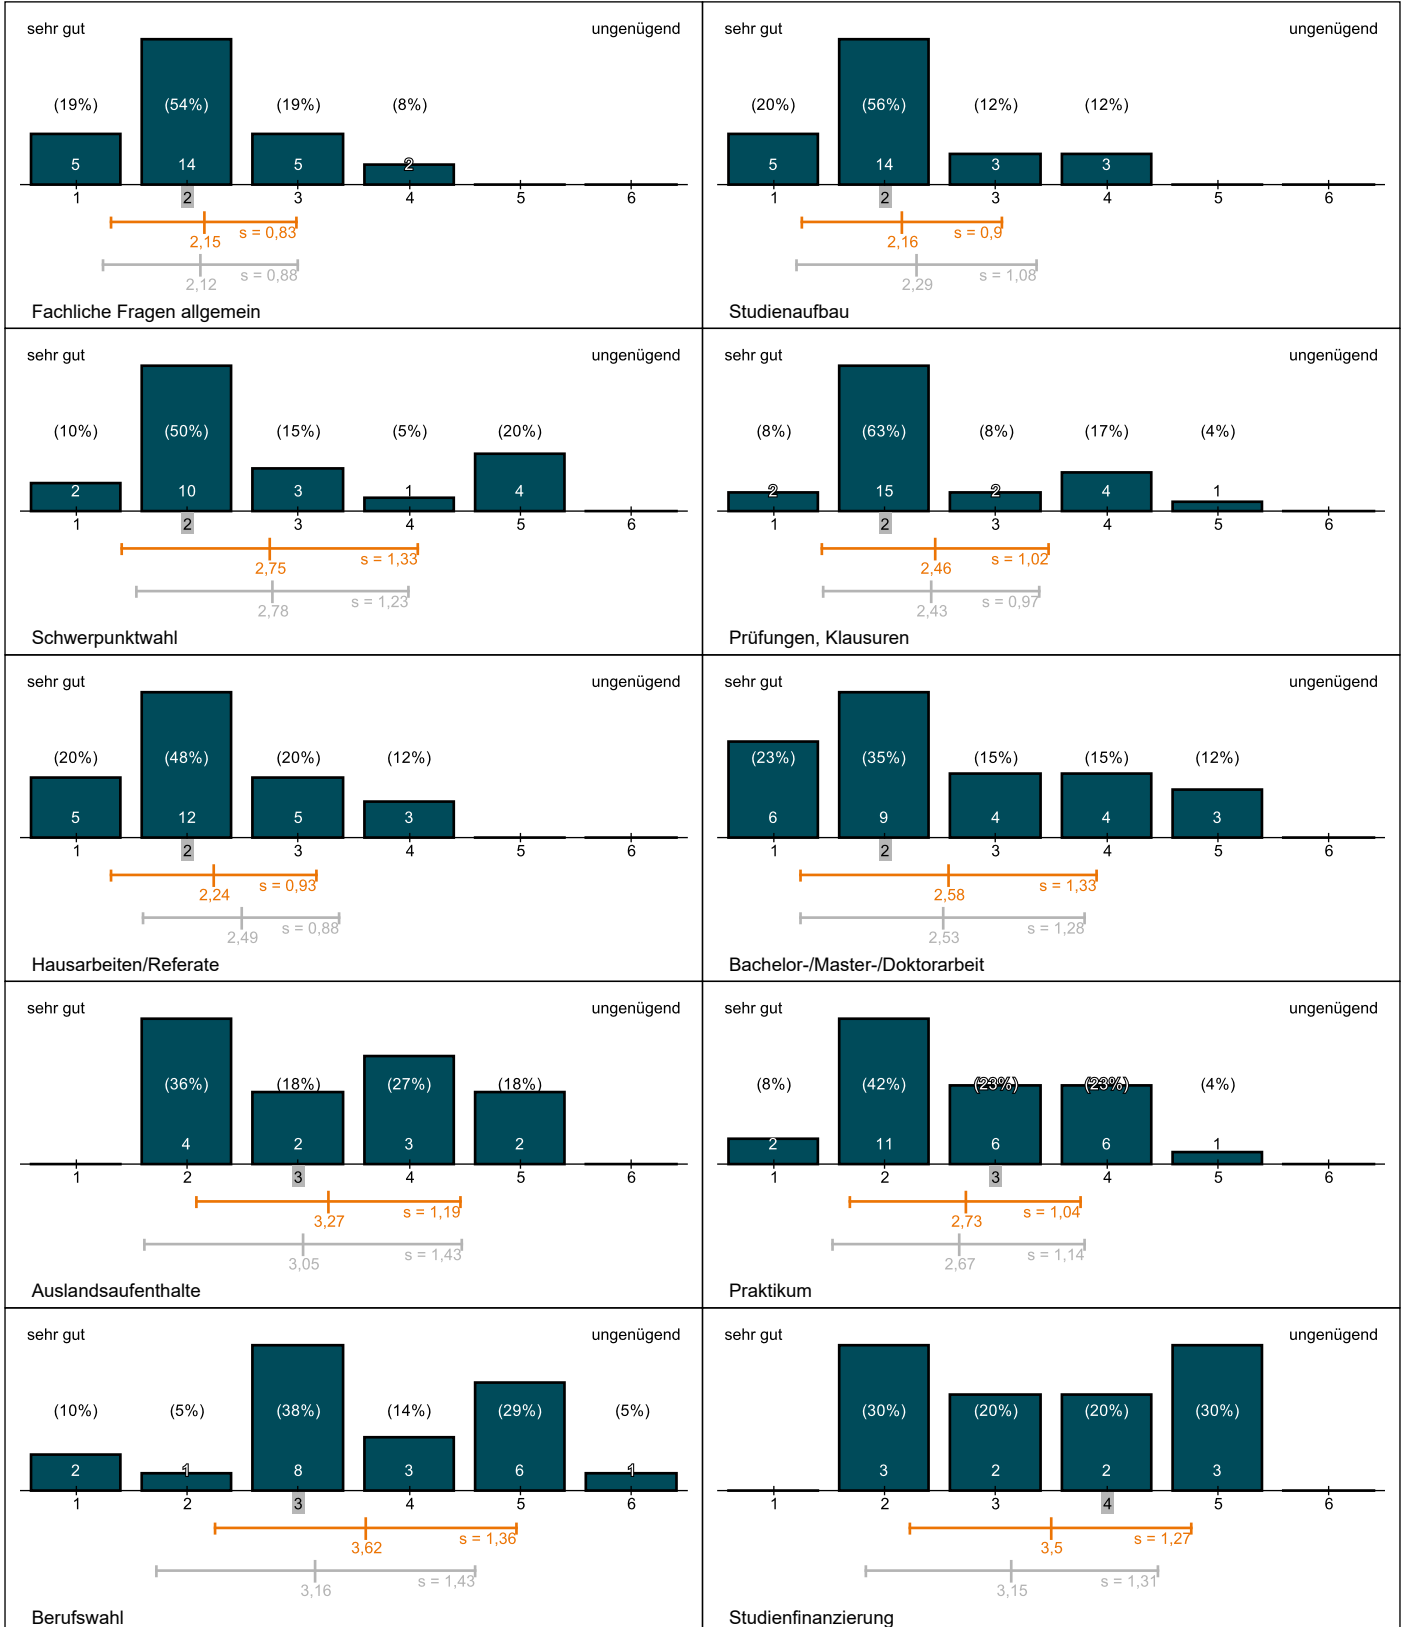 sehr gut ungenügend
(19%) (54%) (19%) (8%)
5 14 5 2
1 2 3 4 5 6
s = 0,83
2,15
s = 0,88
2,12
Fachliche Fragen allgemein
sehr gut ungenügend
(20%) (56%) (12%) (12%)
5 14 3 3
1 2 3 4 5 6
s = 0,9
2,16
s = 1,08
2,29
Studienaufbau
sehr gut ungenügend
(10%) (50%) (15%) (5%) (20%)
2 10 3 1 4
1 2 3 4 5 6
s = 1,33
2,75
s = 1,23
2,78
Schwerpunktwahl
sehr gut ungenügend
(8%) (63%) (8%) (17%) (4%)
2 15 2 4 1
1 2 3 4 5 6
s = 1,02
2,46
s = 0,97
2,43
Prüfungen, Klausuren
sehr gut ungenügend
(20%) (48%) (20%) (12%)
5 12 5 3
1 2 3 4 5 6
s = 0,93
2,24
s = 0,88
2,49
Hausarbeiten/Referate
sehr gut ungenügend
(23%) (35%) (15%) (15%) (12%)
6 9 4 4 3
1 2 3 4 5 6
s = 1,33
2,58
s = 1,28
2,53
Bachelor-/Master-/Doktorarbeit
sehr gut ungenügend
(36%) (18%) (27%) (18%)
4 2 3 2
1 2 3 4 5 6
s = 1,19
3,27
s = 1,43
3,05
Auslandsaufenthalte
sehr gut ungenügend
(8%) (42%) (23%) (23%) (4%)
2 11 6 6 1
1 2 3 4 5 6
s = 1,04
2,73
s = 1,14
2,67
Praktikum
sehr gut ungenügend
(10%) (5%) (38%) (14%) (29%) (5%)
2 1 8 3 6 1
1 2 3 4 5 6
s = 1,36
3,62
s = 1,43
3,16
Berufswahl
sehr gut ungenügend
(30%) (20%) (20%) (30%)
3 2 2 3
1 2 3 4 5 6
s = 1,27
3,5
s = 1,31
3,15
Studienfinanzierung